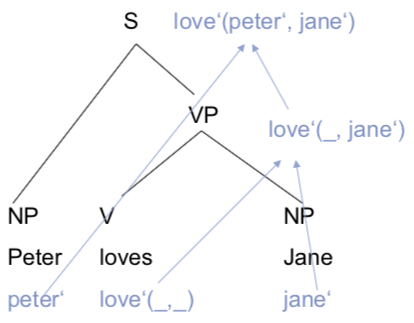 S love‘(peter‘, jane‘)
VP
love‘(_, jane‘)
NP V NP
Peter loves Jane
peter‘ love‘(_,_) jane‘